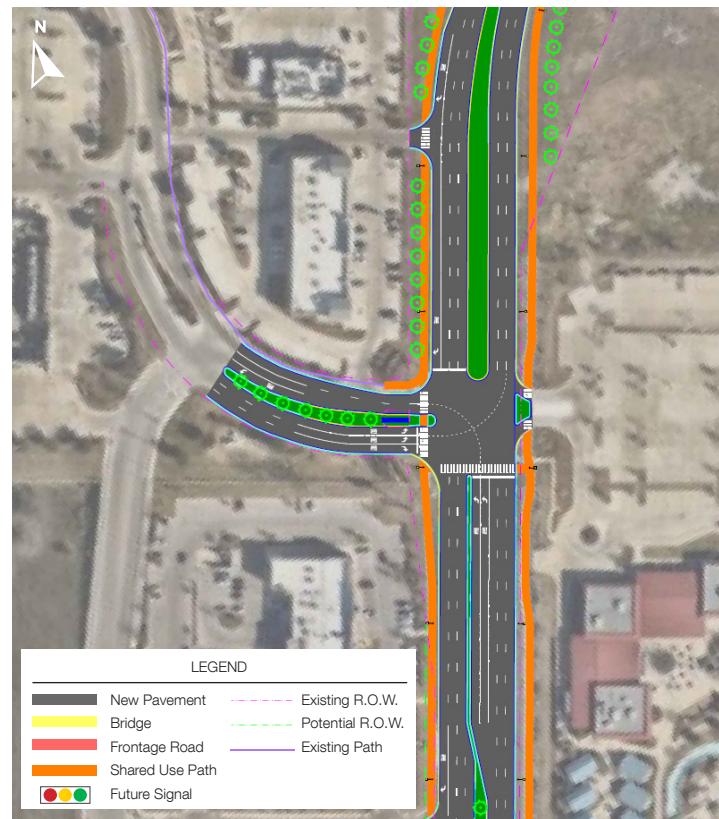 N
LEGEND
New Pavement
Existing R.O.W.
Bridge
Potential R.O.W.
Frontage Road
Existing Path
Shared Use Path
Future Signal